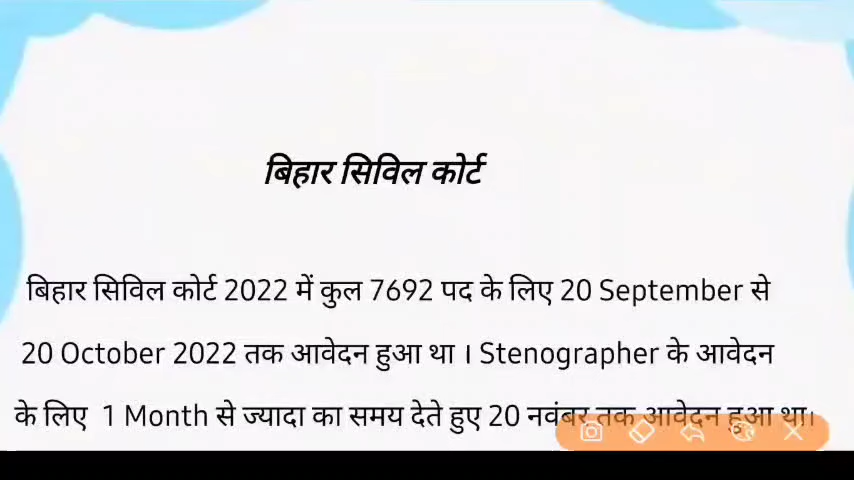 बिहार सिविल कोर्ट
बिहार सिविल कोर्ट 2022 में कुल 7692 पद के लिए 20 September से
20 October 2022 तक आवेदन हुआ था । Stenographer के आवेदन
के लिए 1 Month से ज्यादा का समय देते हुए 20 नवंबर तक आवेदन हुआ था।